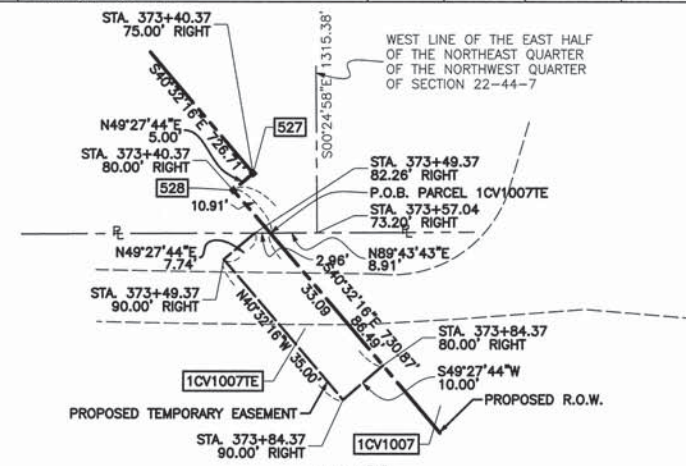 STA. 373+40.37
75.00' RIGHT
S40°32'16"E 726.71'
S00°24'58"E 1315.38'
WEST LINE OF THE EAST HALF
OF THE NORTHEAST QUARTER
OF THE NORTHWEST QUARTER
OF SECTION 22-44-7
N49°27'44"E
5.00'
527
STA. 373+40.37
80.00' RIGHT
528
10.91'
STA. 373+49.37
82.26' RIGHT
P.O.B. PARCEL 1CV1007TE
STA. 373+57.04
73.20' RIGHT
PL
PL
N49°27'44"E
7.74'
2.96'
N89°43'43"E
8.91'
STA. 373+49.37
90.00' RIGHT
S40°32'16"E 730.87'
33.09
86.49'
N40°32'16"W 35.00'
STA. 373+84.37
80.00' RIGHT
1CV1007TE
S49°27'44"W
10.00'
PROPOSED TEMPORARY EASEMENT
PROPOSED R.O.W.
STA. 373+84.37
90.00' RIGHT
1CV1007